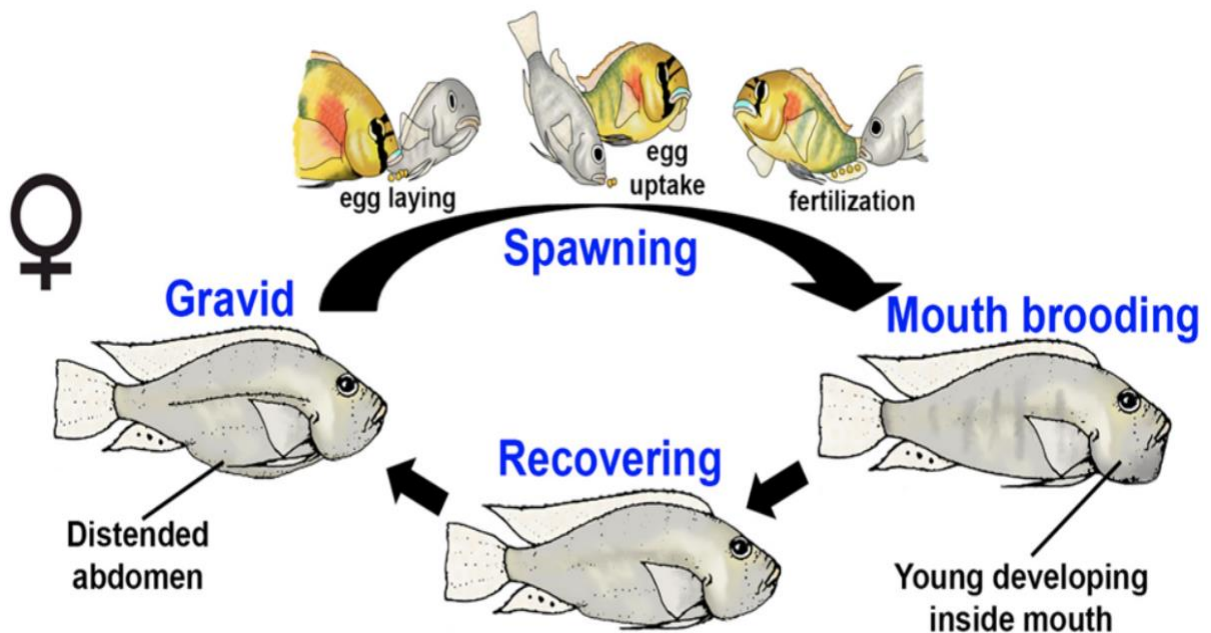 egg laying
egg
uptake
fertilization
Spawning
Gravid
Mouth brooding
Recovering
Distended
abdomen
Young developing
inside mouth